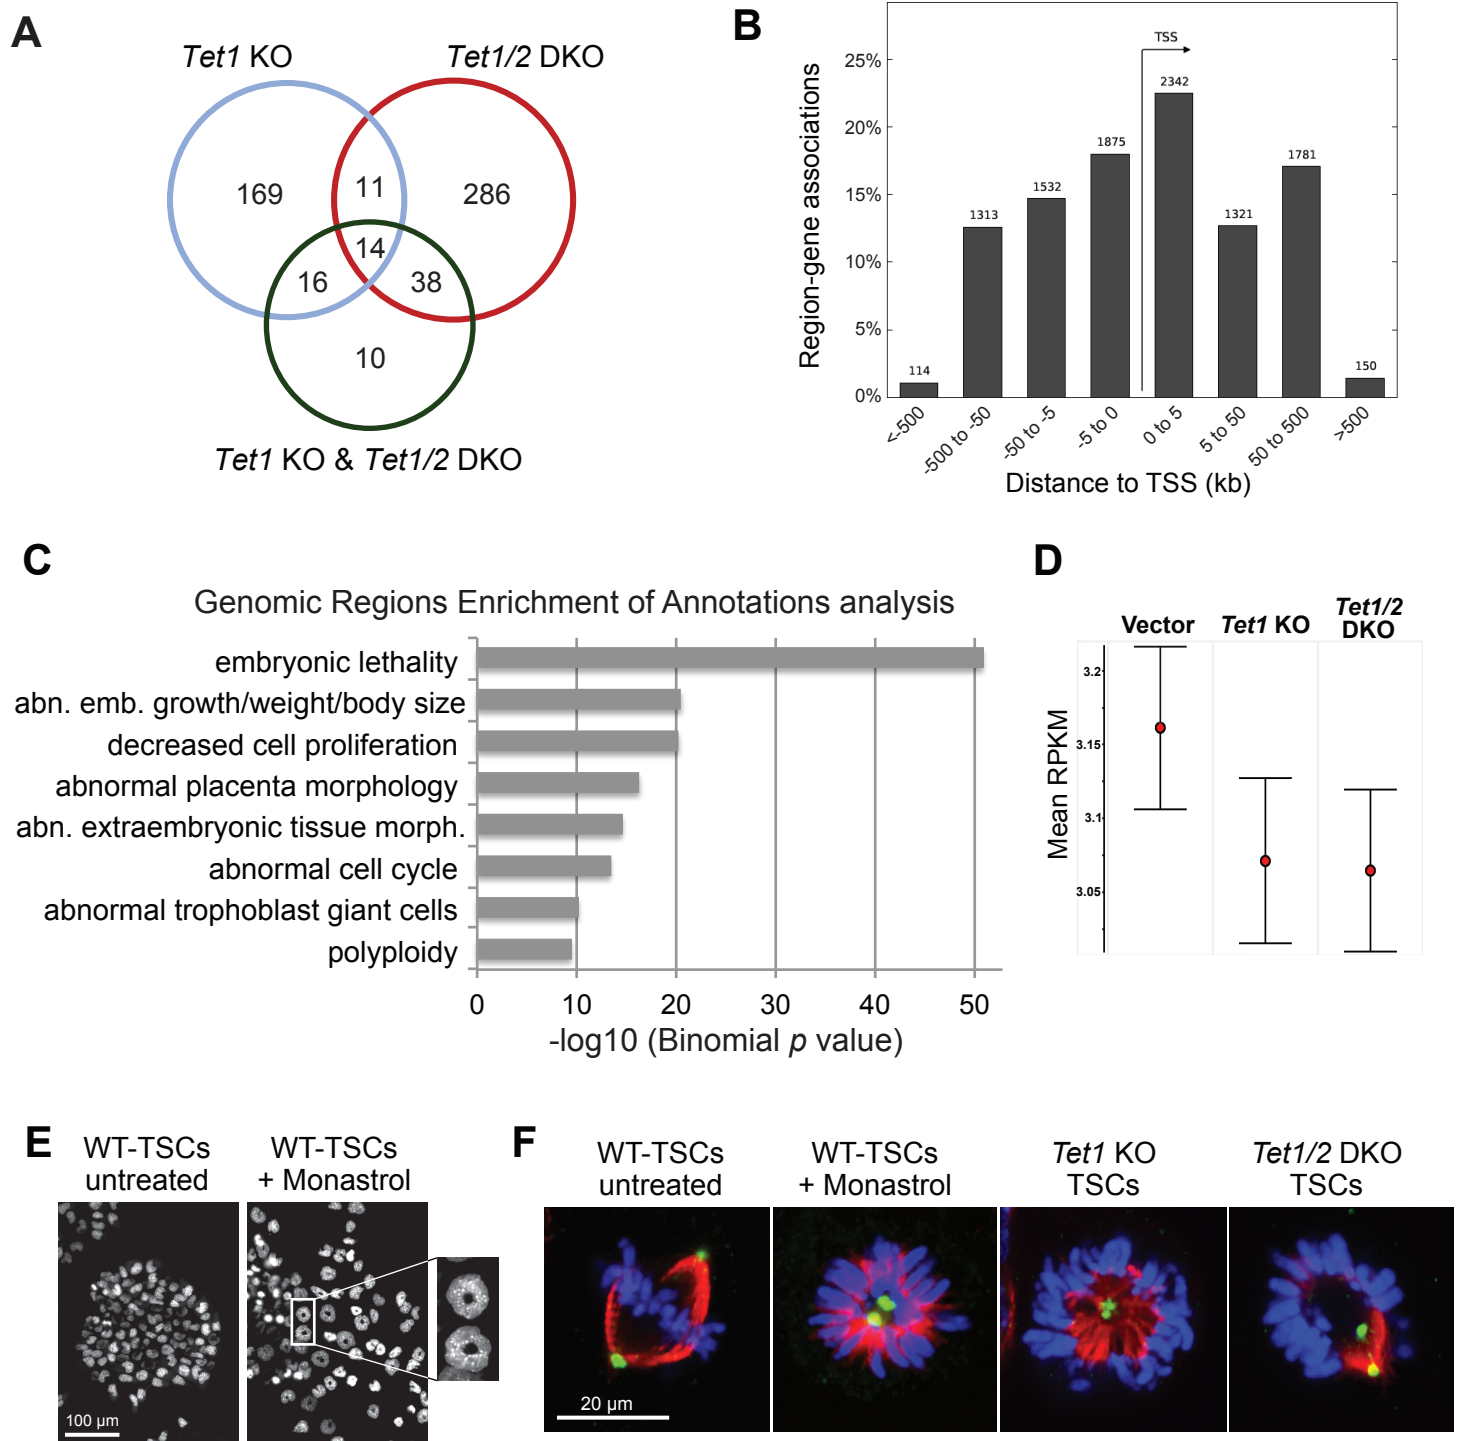 A
Tet1 KO
Tet1/2 DKO
169
11
286
14
16
38
10
Tet1 KO & Tet1/2 DKO
B
Region-gene associations
25%
20%
15%
10%
5%
0%
TSS
114
1313
1532
1875
2342
1321
1781
150
<-500
-500 to -50
-50 to -5
-5 to 0
0 to 5
5 to 50
50 to 500
>500
Distance to TSS (kb)
C
Genomic Regions Enrichment of Annotations analysis
embryonic lethality
abn. emb. growth/weight/body size
decreased cell proliferation
abnormal placenta morphology
abn. extraembryonic tissue morph.
abnormal cell cycle
abnormal trophoblast giant cells
polyploidy
0 10 20 30 40 50
-log10 (Binomial p value)
D
Vector
Tet1 KO
Tet1/2
DKO
Mean RPKM
3.2
3.15
3.1
3.05
E
WT-TSCs
untreated
WT-TSCs
+ Monastrol
100 µm
F
WT-TSCs
untreated
WT-TSCs
+ Monastrol
Tet1 KO
TSCs
Tet1/2 DKO
TSCs
20 µm